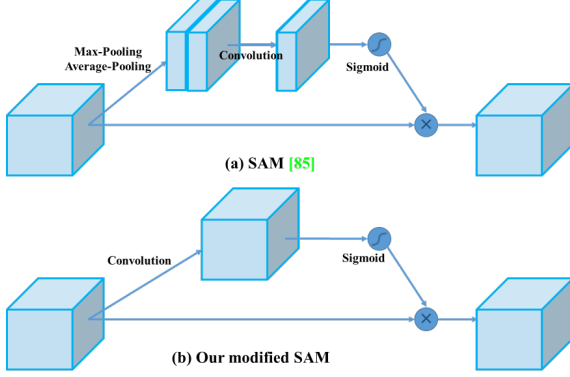 Max-Pooling
Average-Pooling
Convolution
Sigmoid
(a) SAM [85]
Convolution
Sigmoid
(b) Our modified SAM